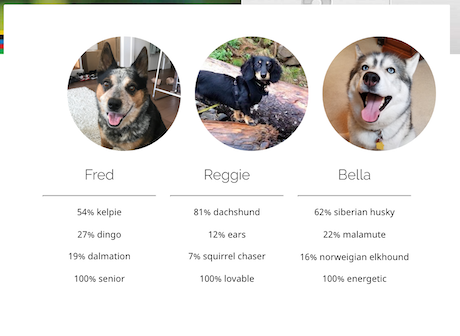 Fred
54% kelpie
27% dingo
19% dalmation
100% senior
Reggie
81% dachshund
12% ears
7% squirrel chaser
100% lovable
Bella
62% siberian husky
22% malamute
16% norweigian elkhound
100% energetic